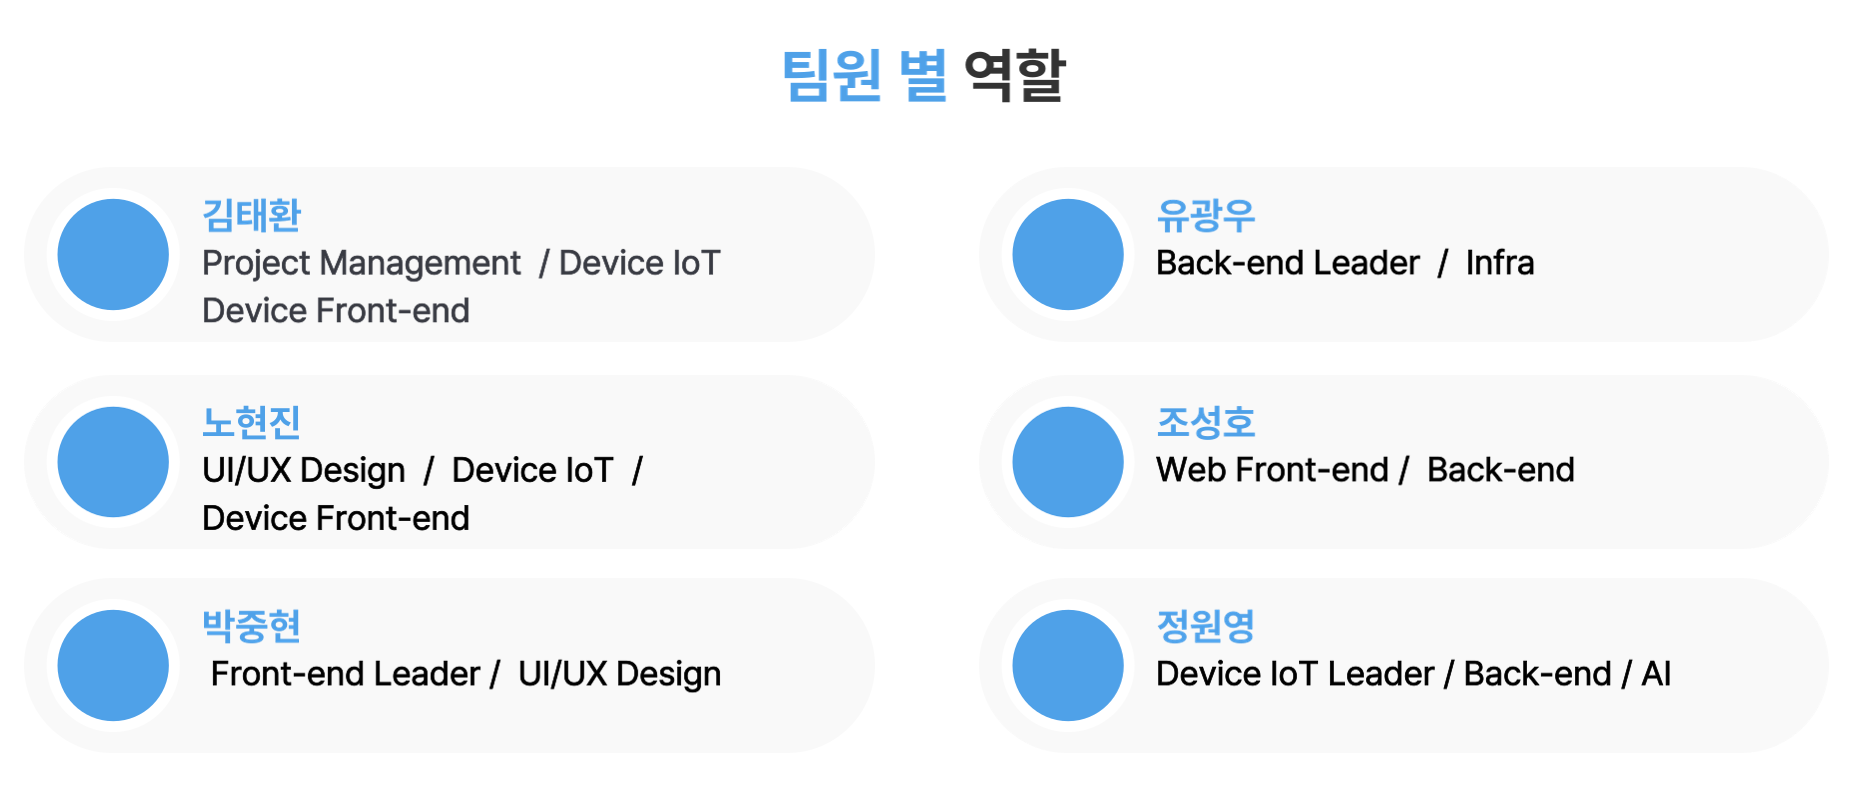 팀원 별 역할
김태환
Project Management / Device IoT
Device Front-end
유광우
Back-end Leader / Infra
노현진
UI/UX Design / Device IoT /
Device Front-end
조성호
Web Front-end / Back-end
박중현
Front-end Leader / UI/UX Design
정원영
Device IoT Leader / Back-end / AI